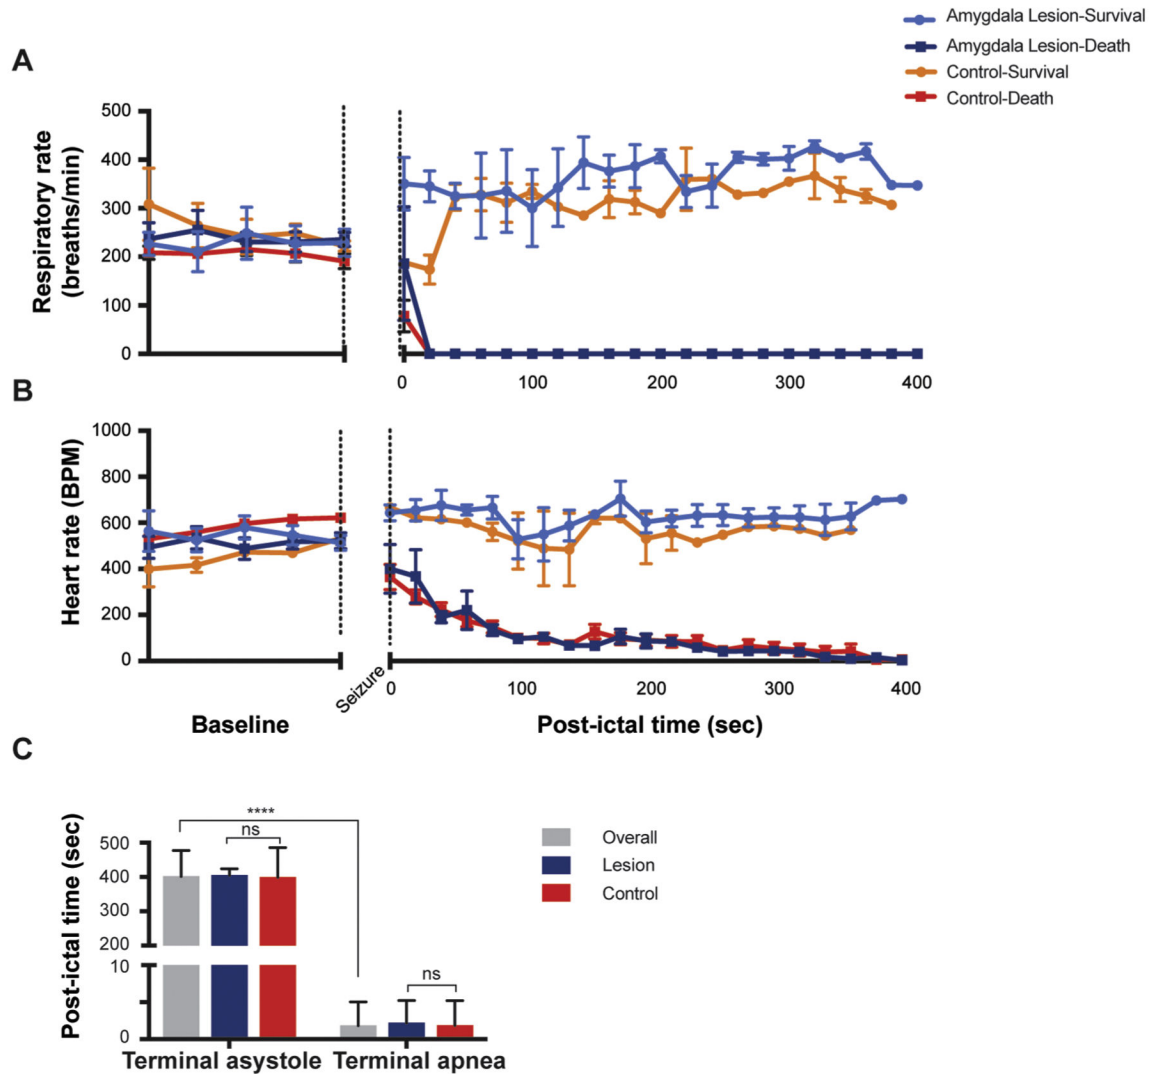 Amygdala Lesion-Survival
Amygdala Lesion-Death
Control-Survival
Control-Death
A
Respiratory rate
(breaths/min)
500
400
300
200
100
0
0
100
200
300
400
B
Heart rate (BPM)
1000
800
600
400
200
0
Seizure
0
100
200
300
400
Baseline
Post-ictal time (sec)
C
Post-ictal time (sec)
500
400
300
200
10
0
****
ns
ns
Overall
Lesion
Control
Terminal asystole
Terminal apnea